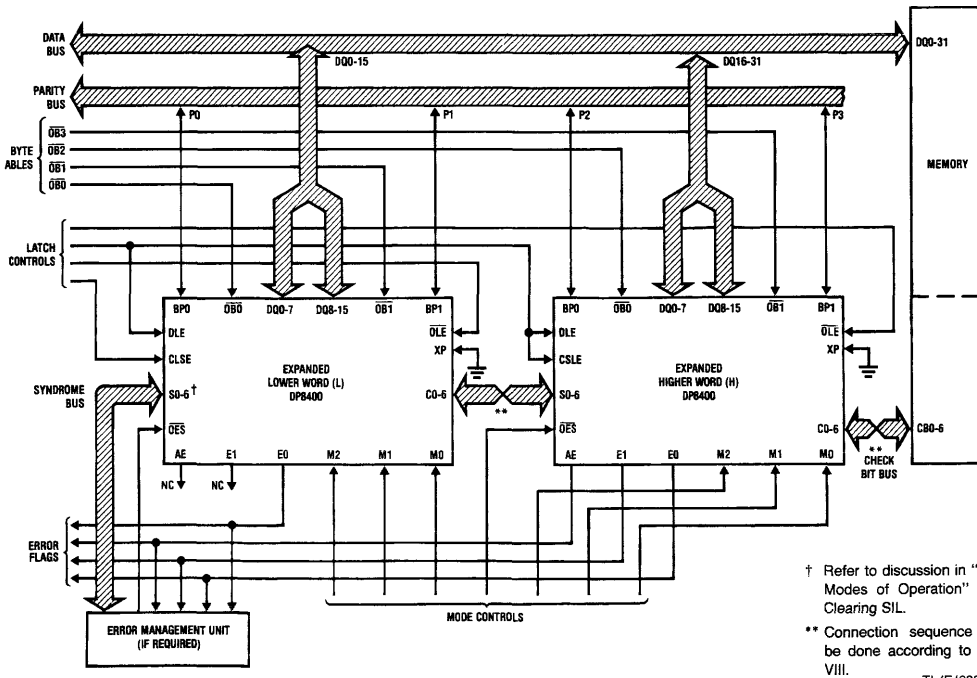 DATA BUS
DQ0-15
DQ16-31
DQ0-31
PARITY BUS
P0
P1
P2
P3
BYTE ABLES
OB3
OB2
OB1
OB0
MEMORY
LATCH CONTROLS
BP0 OB0 DQ0-7 DQ8-15 OB1 BP1
DLE
OLE
CLSE
XP
EXPANDED LOWER WORD (L) DP8400
S0-6 †
C0-6
OES
AE E1 E0 M2 M1 M0
NC NC
**
BP0 OB0 DQ0-7 DQ8-15 OB1 BP1
DLE
OLE
CSLE
XP
EXPANDED HIGHER WORD (H) DP8400
S0-6
C0-6
OES
AE E1 E0 M2 M1 M0
CB0-6
**
CHECK BIT BUS
SYNDROME BUS
ERROR FLAGS
ERROR MANAGEMENT UNIT
(IF REQUIRED)
MODE CONTROLS
† Refer to discussion in "
Modes of Operation"
Clearing SIL.
** Connection sequence
be done according to
VIII.